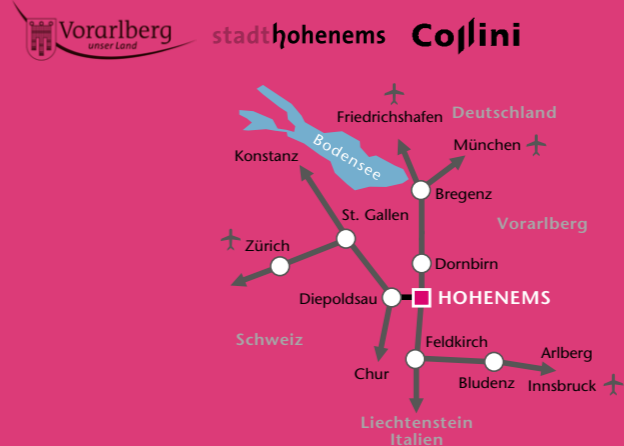 Vorarlberg
unser Land
stadthohenems
Collini
Friedrichshafen
Deutschland
München
Bodensee
Konstanz
Bregenz
St. Gallen
Vorarlberg
Zürich
Dornbirn
Diepoldsau
HOHENEMS
Schweiz
Feldkirch
Arlberg
Chur
Bludenz
Innsbruck
Liechtenstein
Italien